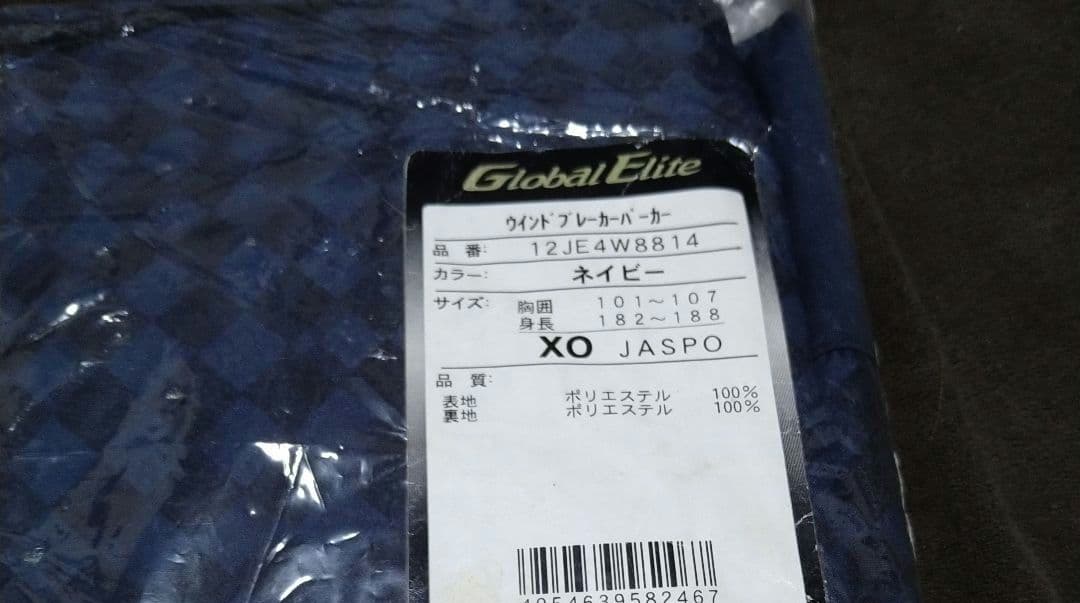 Global Elite
ｳｲﾝﾄﾞﾌﾞﾚｰｶｰﾊﾟｰｶｰ
品 番: 12JE4W8814
カラー: ネイビー
サイズ: 胸囲 101～107
身長 182～188
XO JASPO
品 質:
表地 ポリエステル 100%
裏地 ポリエステル 100%
4054639582467